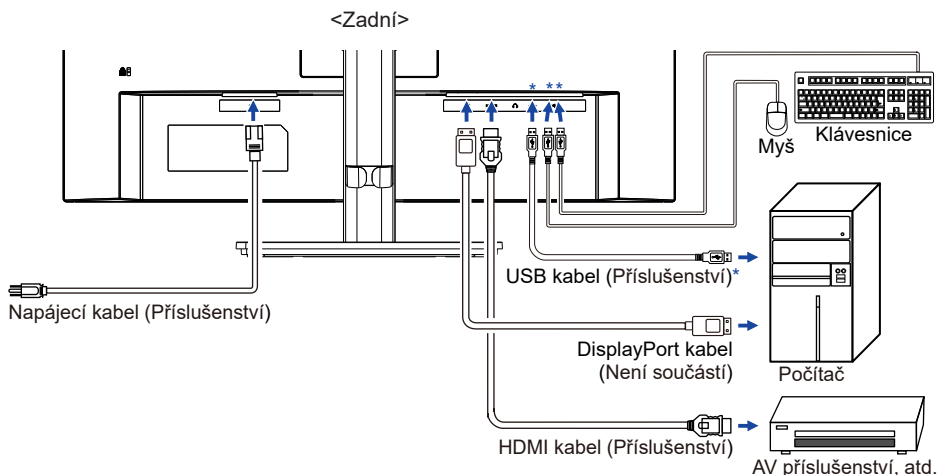 <Zadní>
* **
Myš
Klávesnice
USB kabel (Příslušenství)*
Napájecí kabel (Příslušenství)
DisplayPort kabel
(Není součástí)
Počítač
HDMI kabel (Příslušenství)
AV příslušenství, atd.